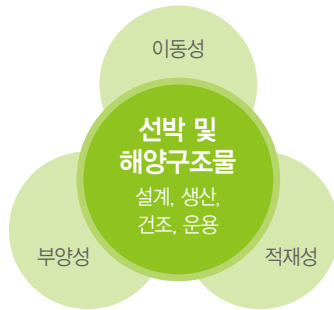 이동성
선박 및
해양구조물
설계, 생산,
건조, 운용
부양성
적재성